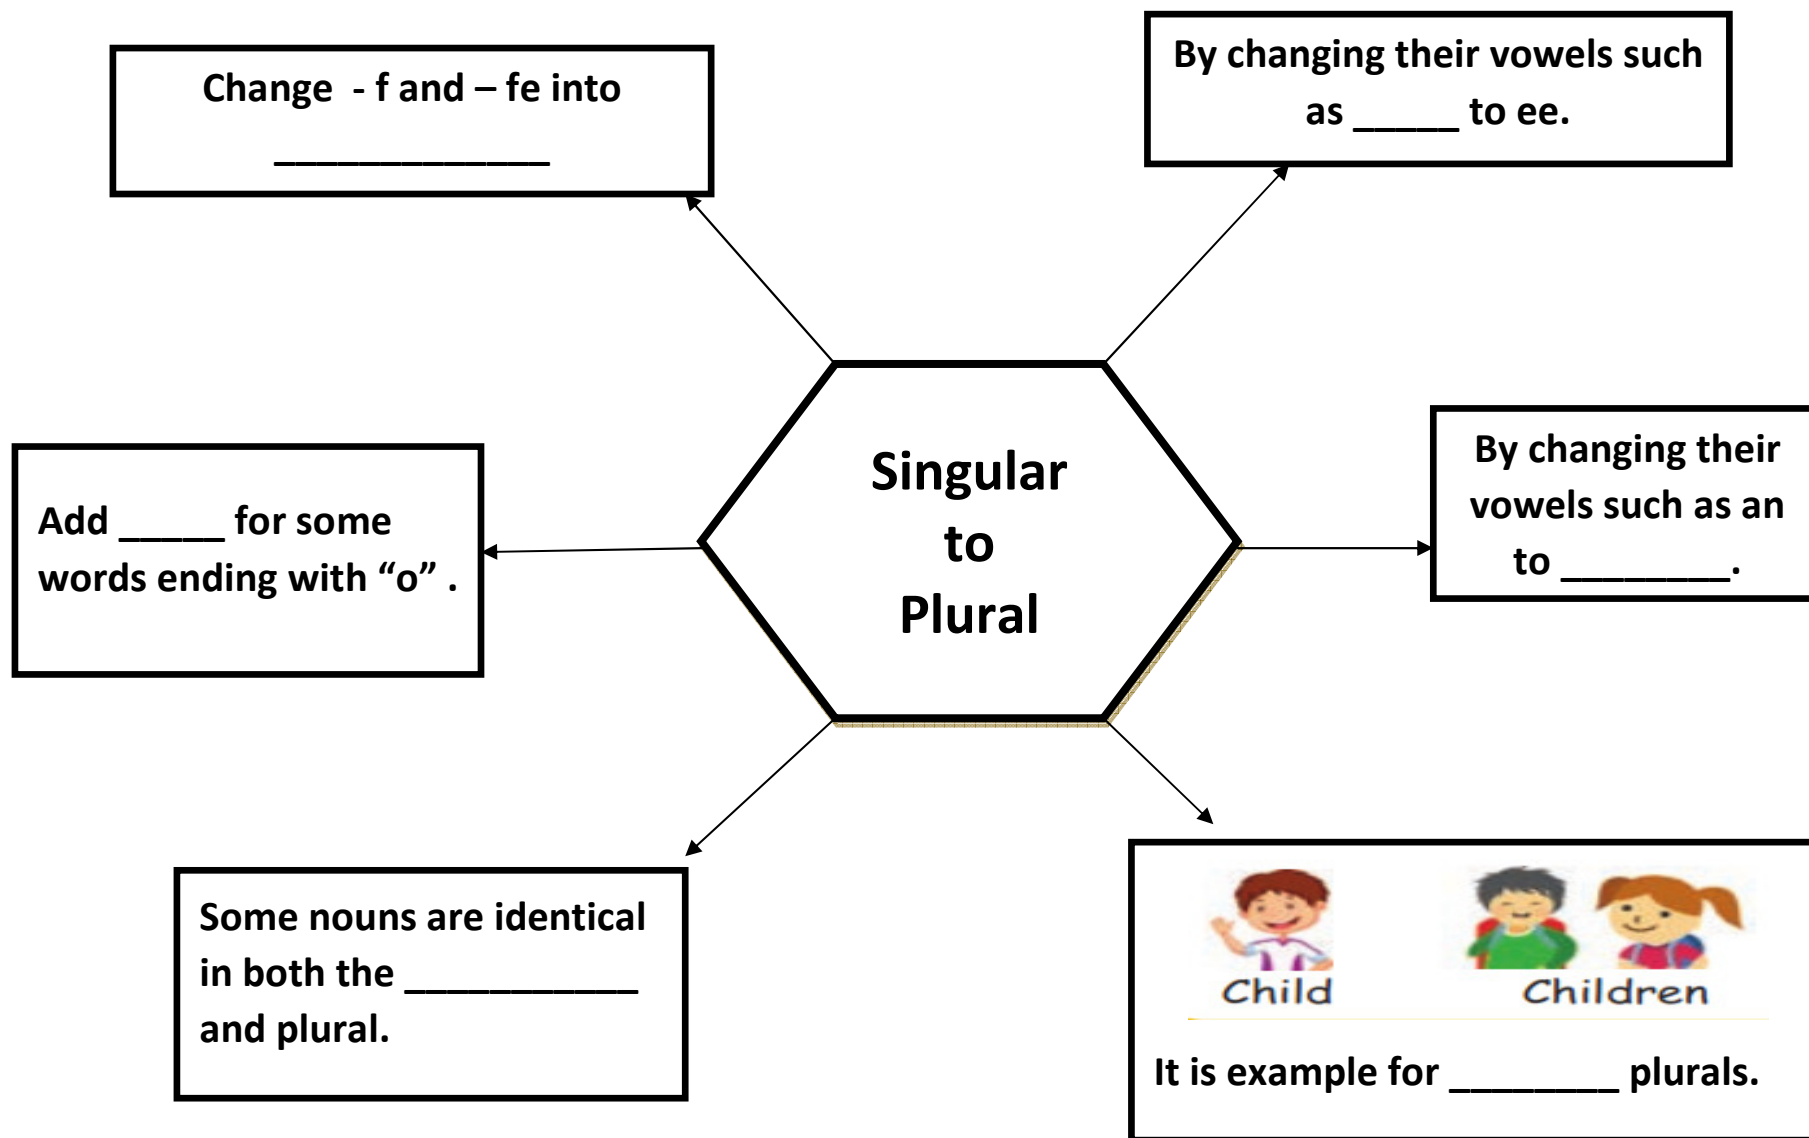 Change  - f and – fe into
_____________
By changing their vowels such
as _____ to ee.
Singular
to
Plural
By changing their
vowels such as an
to ________.
Add _____ for some
words ending with “o” .
Some nouns are identical
in both the ___________
and plural.
Child
Children
It is example for ________ plurals.